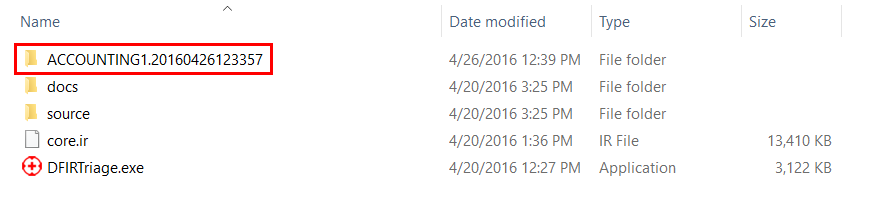 Name Date modified Type Size
ACCOUNTING1.20160426123357 4/26/2016 12:39 PM File folder
docs 4/20/2016 3:25 PM File folder
source 4/20/2016 3:25 PM File folder
core.ir 4/20/2016 1:36 PM IR File 13,410 KB
DFIRTriage.exe 4/20/2016 12:27 PM Application 3,122 KB